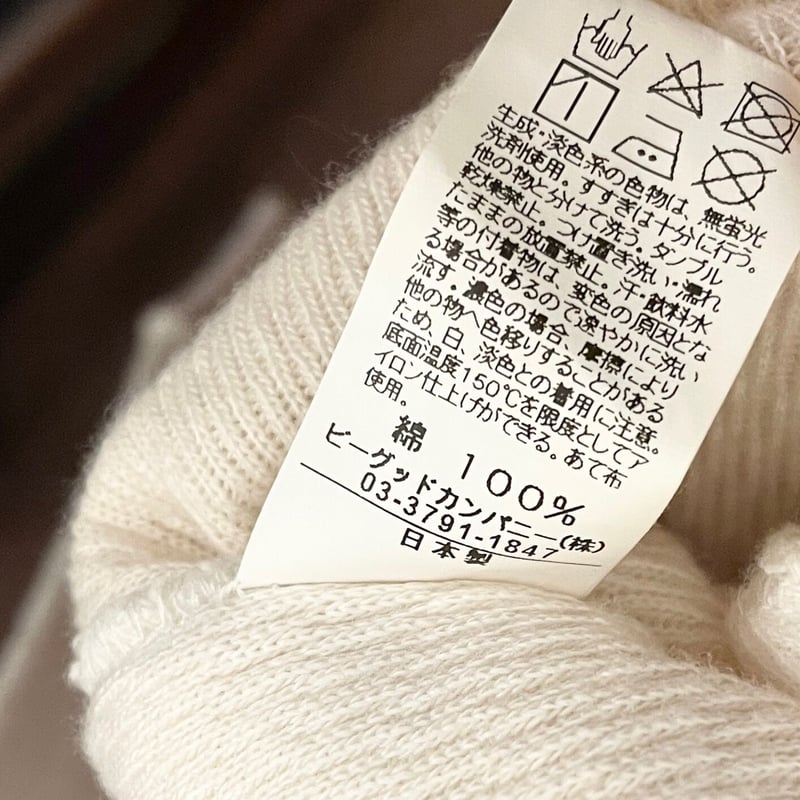 生成・淡色系の色物は、無蛍光
洗剤使用。すすぎは十分に行う。
他の物と分けて洗う。タンブル
乾燥禁止。つけ置き洗い・濡れ
たままの放置禁止。汗・飲料水
等の付着物は、変色の原因とな
る場合があるので速やかに洗い
流す・濃色の場合、摩擦により
他の物へ色移りすることがある
ため、白、淡色との着用に注意。
底面温度150℃を限度としてア
イロン仕上げができる。あて布
使用。
綿 100%
ビーグッドカンパニー(株)
03-3791-1847
日本製